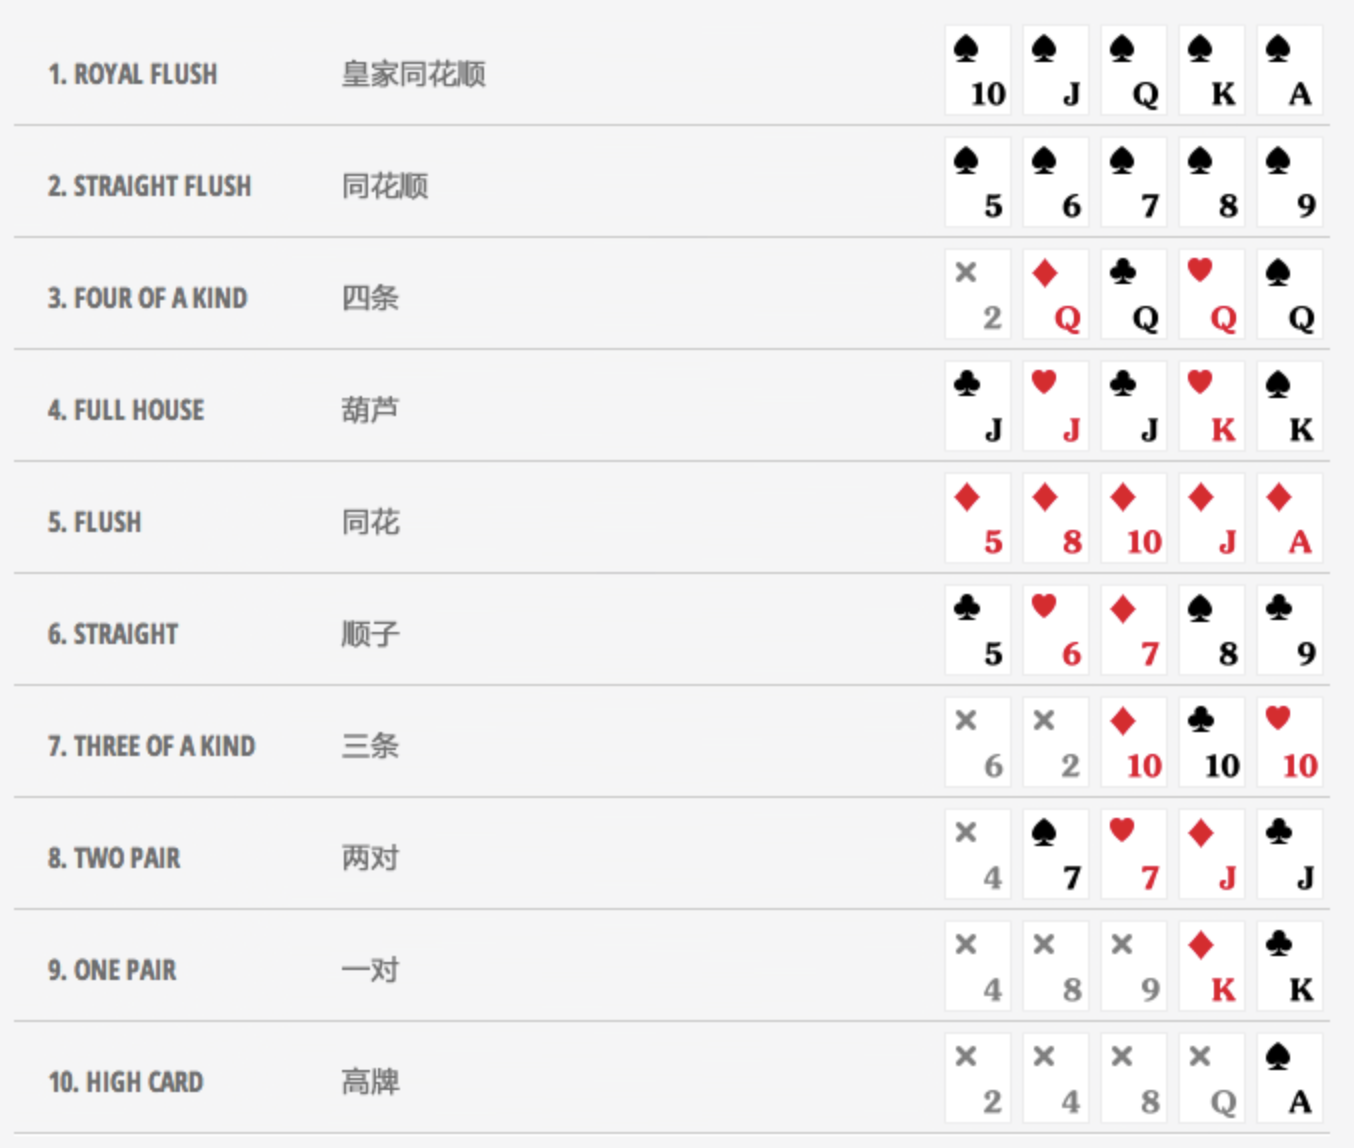 1. ROYAL FLUSH 皇家同花顺 ♠10 ♠J ♠Q ♠K ♠A
2. STRAIGHT FLUSH 同花顺 ♠5 ♠6 ♠7 ♠8 ♠9
3. FOUR OF A KIND 四条 ×2 ♦Q ♣Q ♥Q ♠Q
4. FULL HOUSE 葫芦 ♣J ♥J ♣J ♥K ♠K
5. FLUSH 同花 ♦5 ♦8 ♦10 ♦J ♦A
6. STRAIGHT 顺子 ♣5 ♥6 ♦7 ♠8 ♣9
7. THREE OF A KIND 三条 ×6 ×2 ♦10 ♣10 ♥10
8. TWO PAIR 两对 ×4 ♠7 ♥7 ♦J ♣J
9. ONE PAIR 一对 ×4 ×8 ×9 ♦K ♣K
10. HIGH CARD 高牌 ×2 ×4 ×8 ×Q ♠A